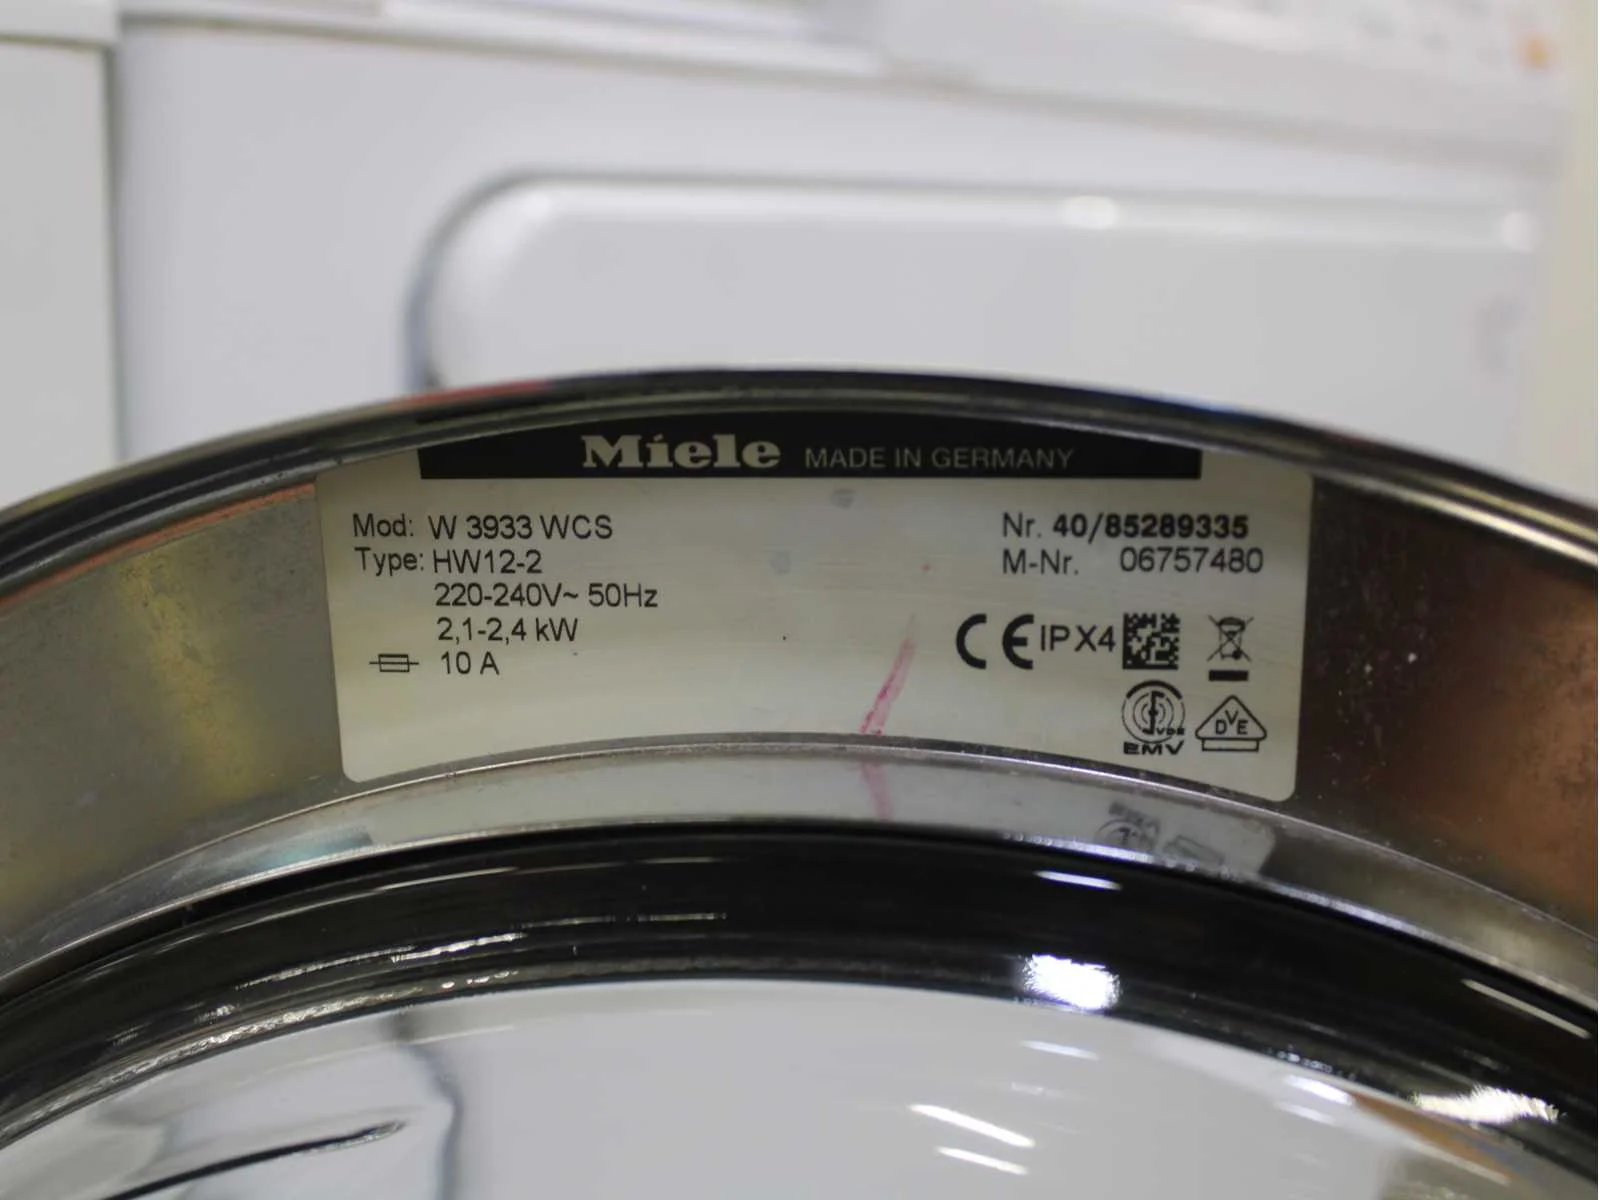 Miele MADE IN GERMANY
Mod: W 3933 WCS
Type: HW12-2
220-240V~ 50Hz
2,1-2,4 kW
10 A
Nr. 40/85289335
M-Nr. 06757480
CE IPX4
VDE
EMV
DVE